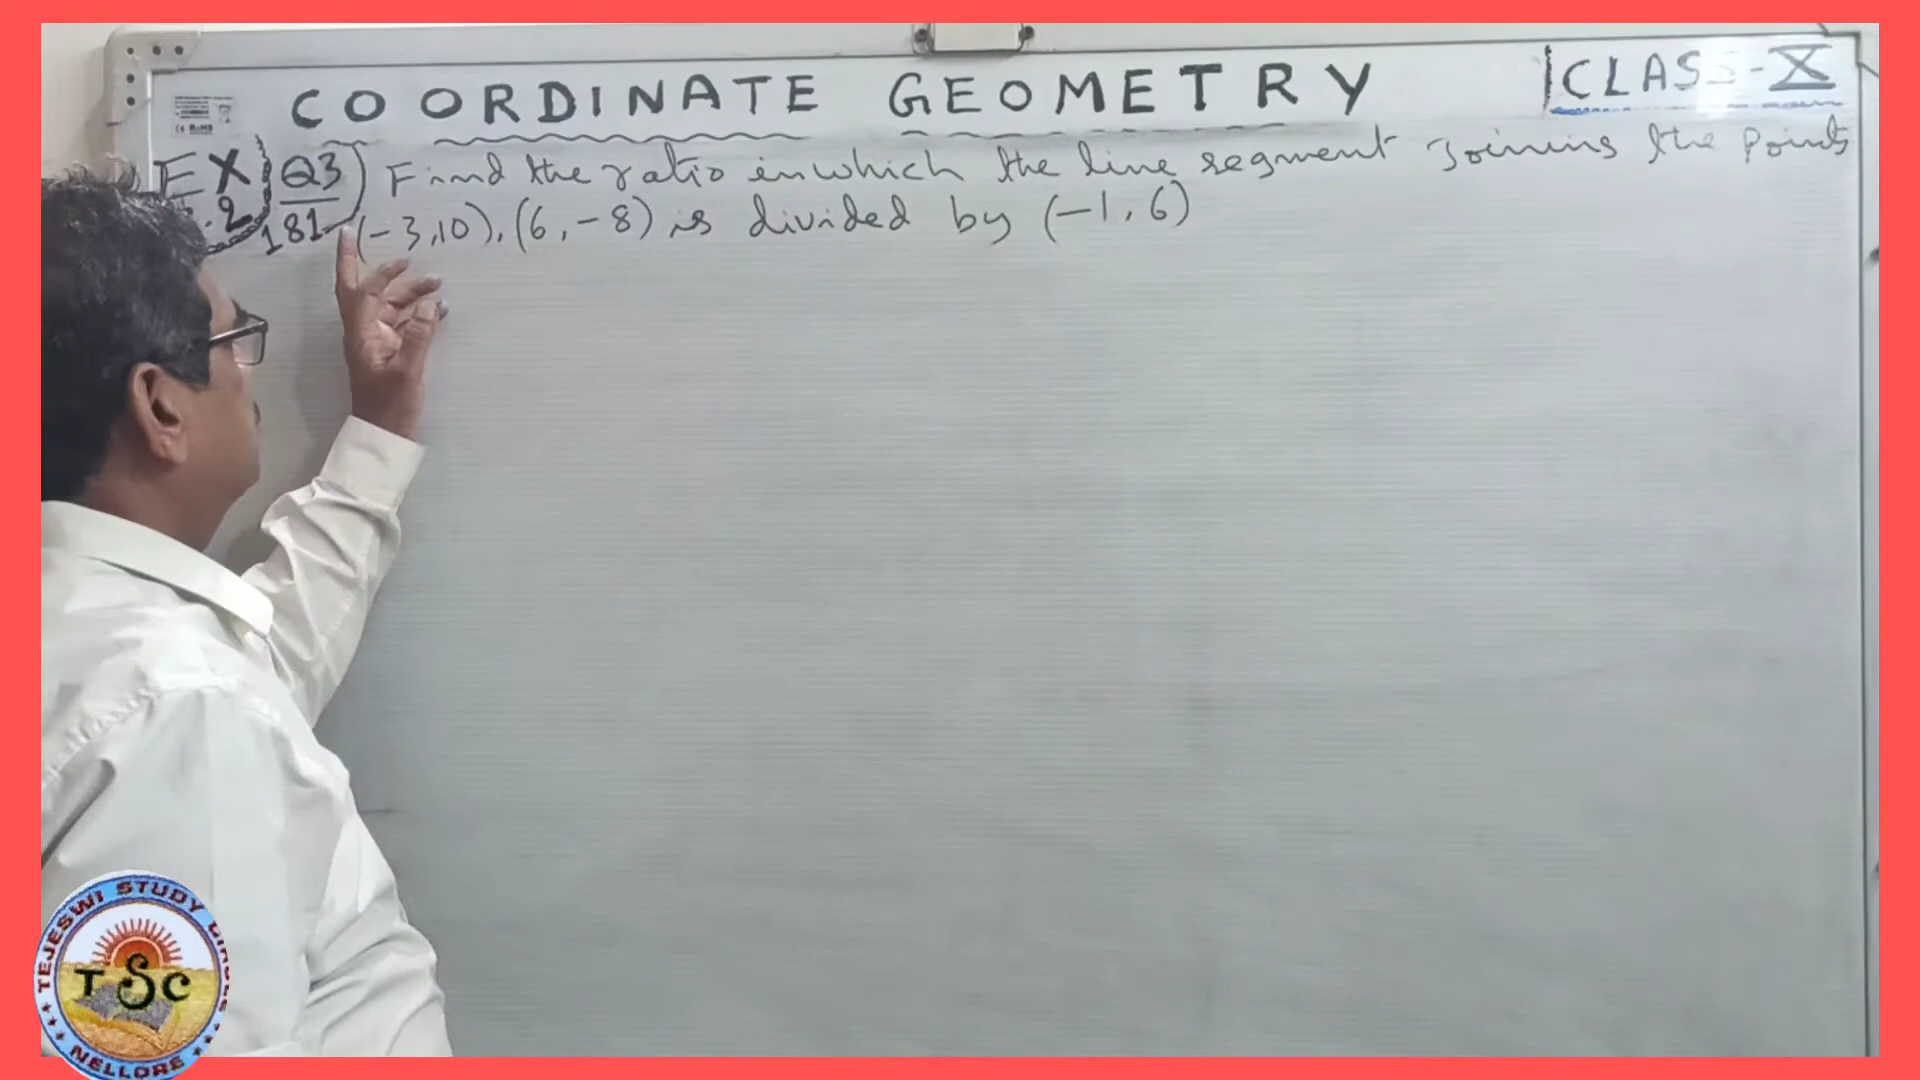 COORDINATE GEOMETRY
CLASS-X
EX Q3) Find the ratio in which the line segment Joining the points
.2 181 (-3,10), (6,-8) is divided by (-1,6)
TEJESWI STUDY
TSC
NELLORE